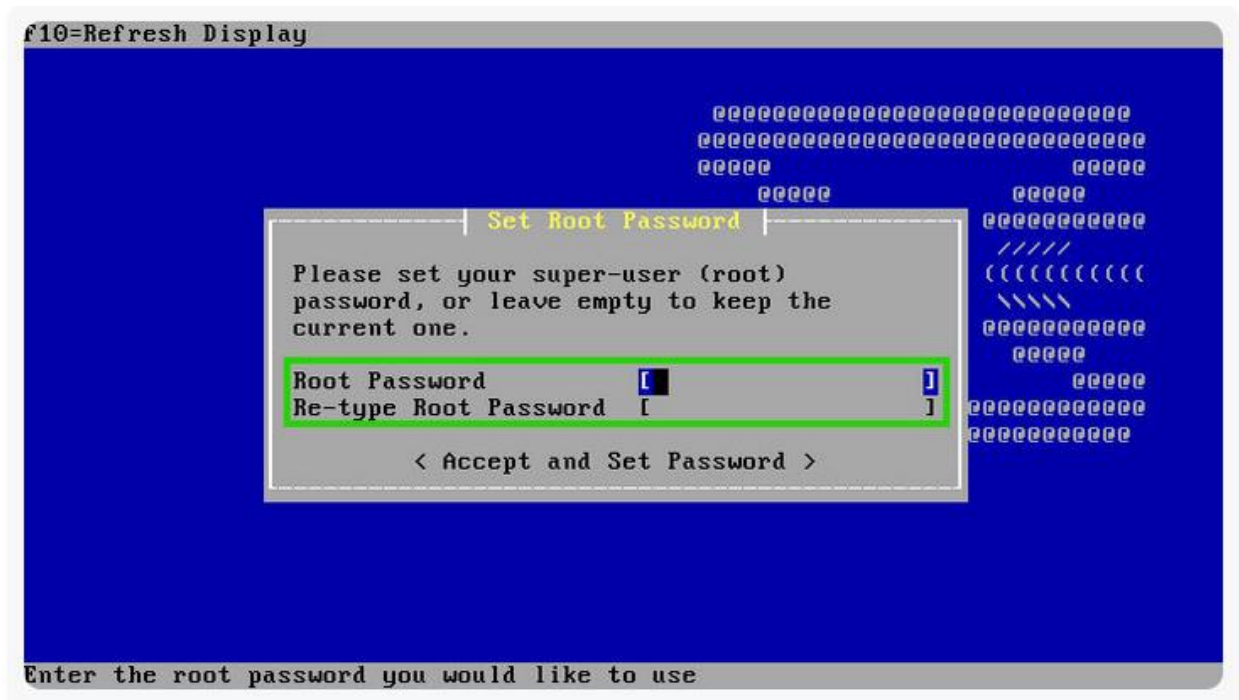 f10=Refresh Display
@@@@@@@@@@@@@@@@@@@@@@@@@@@@
@@@@@@@@@@@@@@@@@@@@@@@@@@@@@@
@@@@@ @@@@@
@@@@@ @@@@@
Set Root Password @@@@@@@@@@@
/////
Please set your super-user (root) (((((((((((
password, or leave empty to keep the \\\\\
current one. @@@@@@@@@@@
@@@@@
Root Password [ ] @@@@@
Re-type Root Password [ ] @@@@@@@@@@@@
@@@@@@@@@@@
< Accept and Set Password >
Enter the root password you would like to use